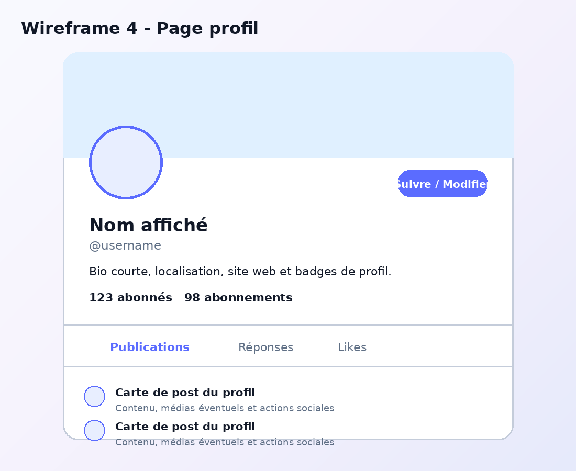 Wireframe 4 - Page profil
Suivre / Modifier
Nom affiché
@username
Bio courte, localisation, site web et badges de profil.
123 abonnés 98 abonnements
Publications Réponses Likes
Carte de post du profil
Contenu, médias éventuels et actions sociales
Carte de post du profil
Contenu, médias éventuels et actions sociales